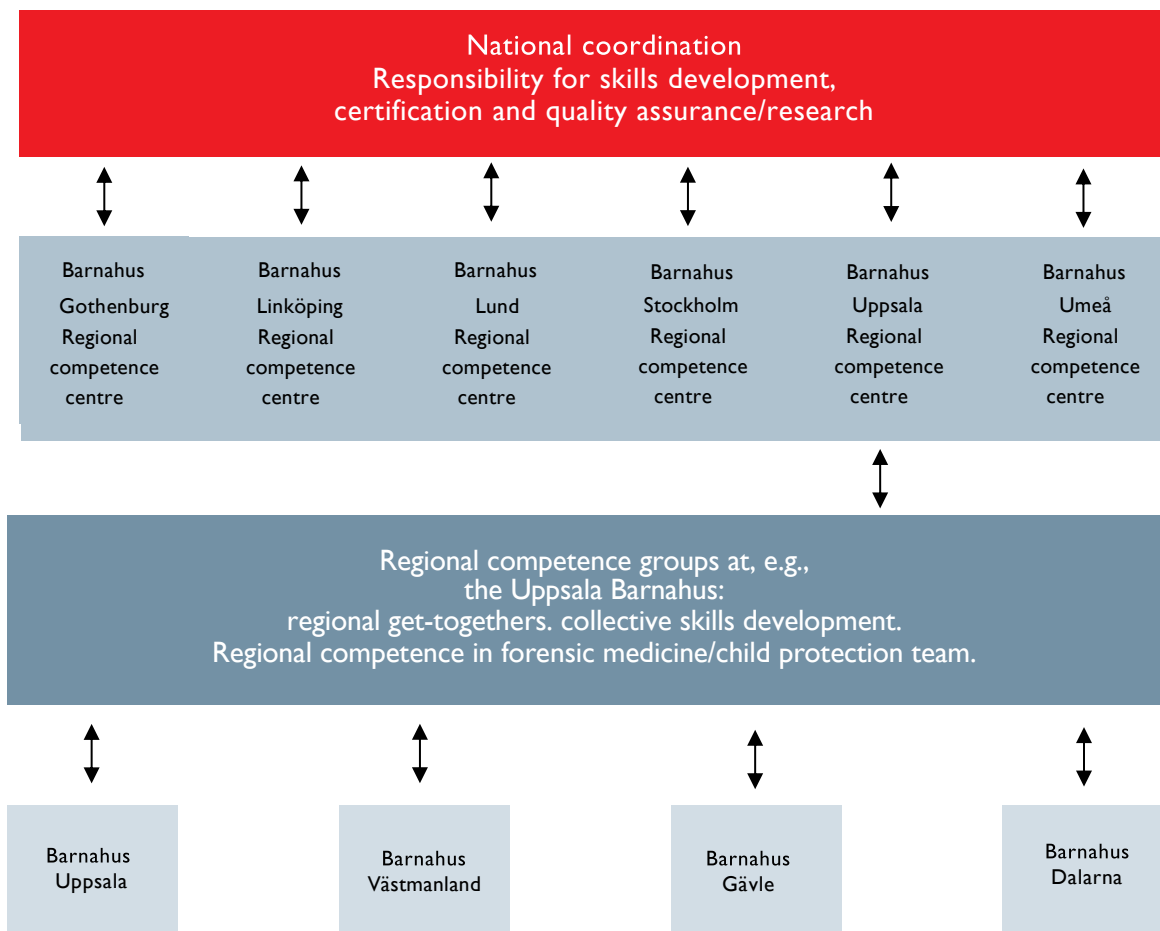 National coordination
Responsibility for skills development,
certification and quality assurance/research
Barnahus
Gothenburg
Regional
competence
centre
Barnahus
Linköping
Regional
competence
centre
Barnahus
Lund
Regional
competence
centre
Barnahus
Stockholm
Regional
competence
centre
Barnahus
Uppsala
Regional
competence
centre
Barnahus
Umeå
Regional
competence
centre
Regional competence groups at, e.g.,
the Uppsala Barnahus:
regional get-togethers. collective skills development.
Regional competence in forensic medicine/child protection team.
Barnahus
Uppsala
Barnahus
Västmanland
Barnahus
Gävle
Barnahus
Dalarna